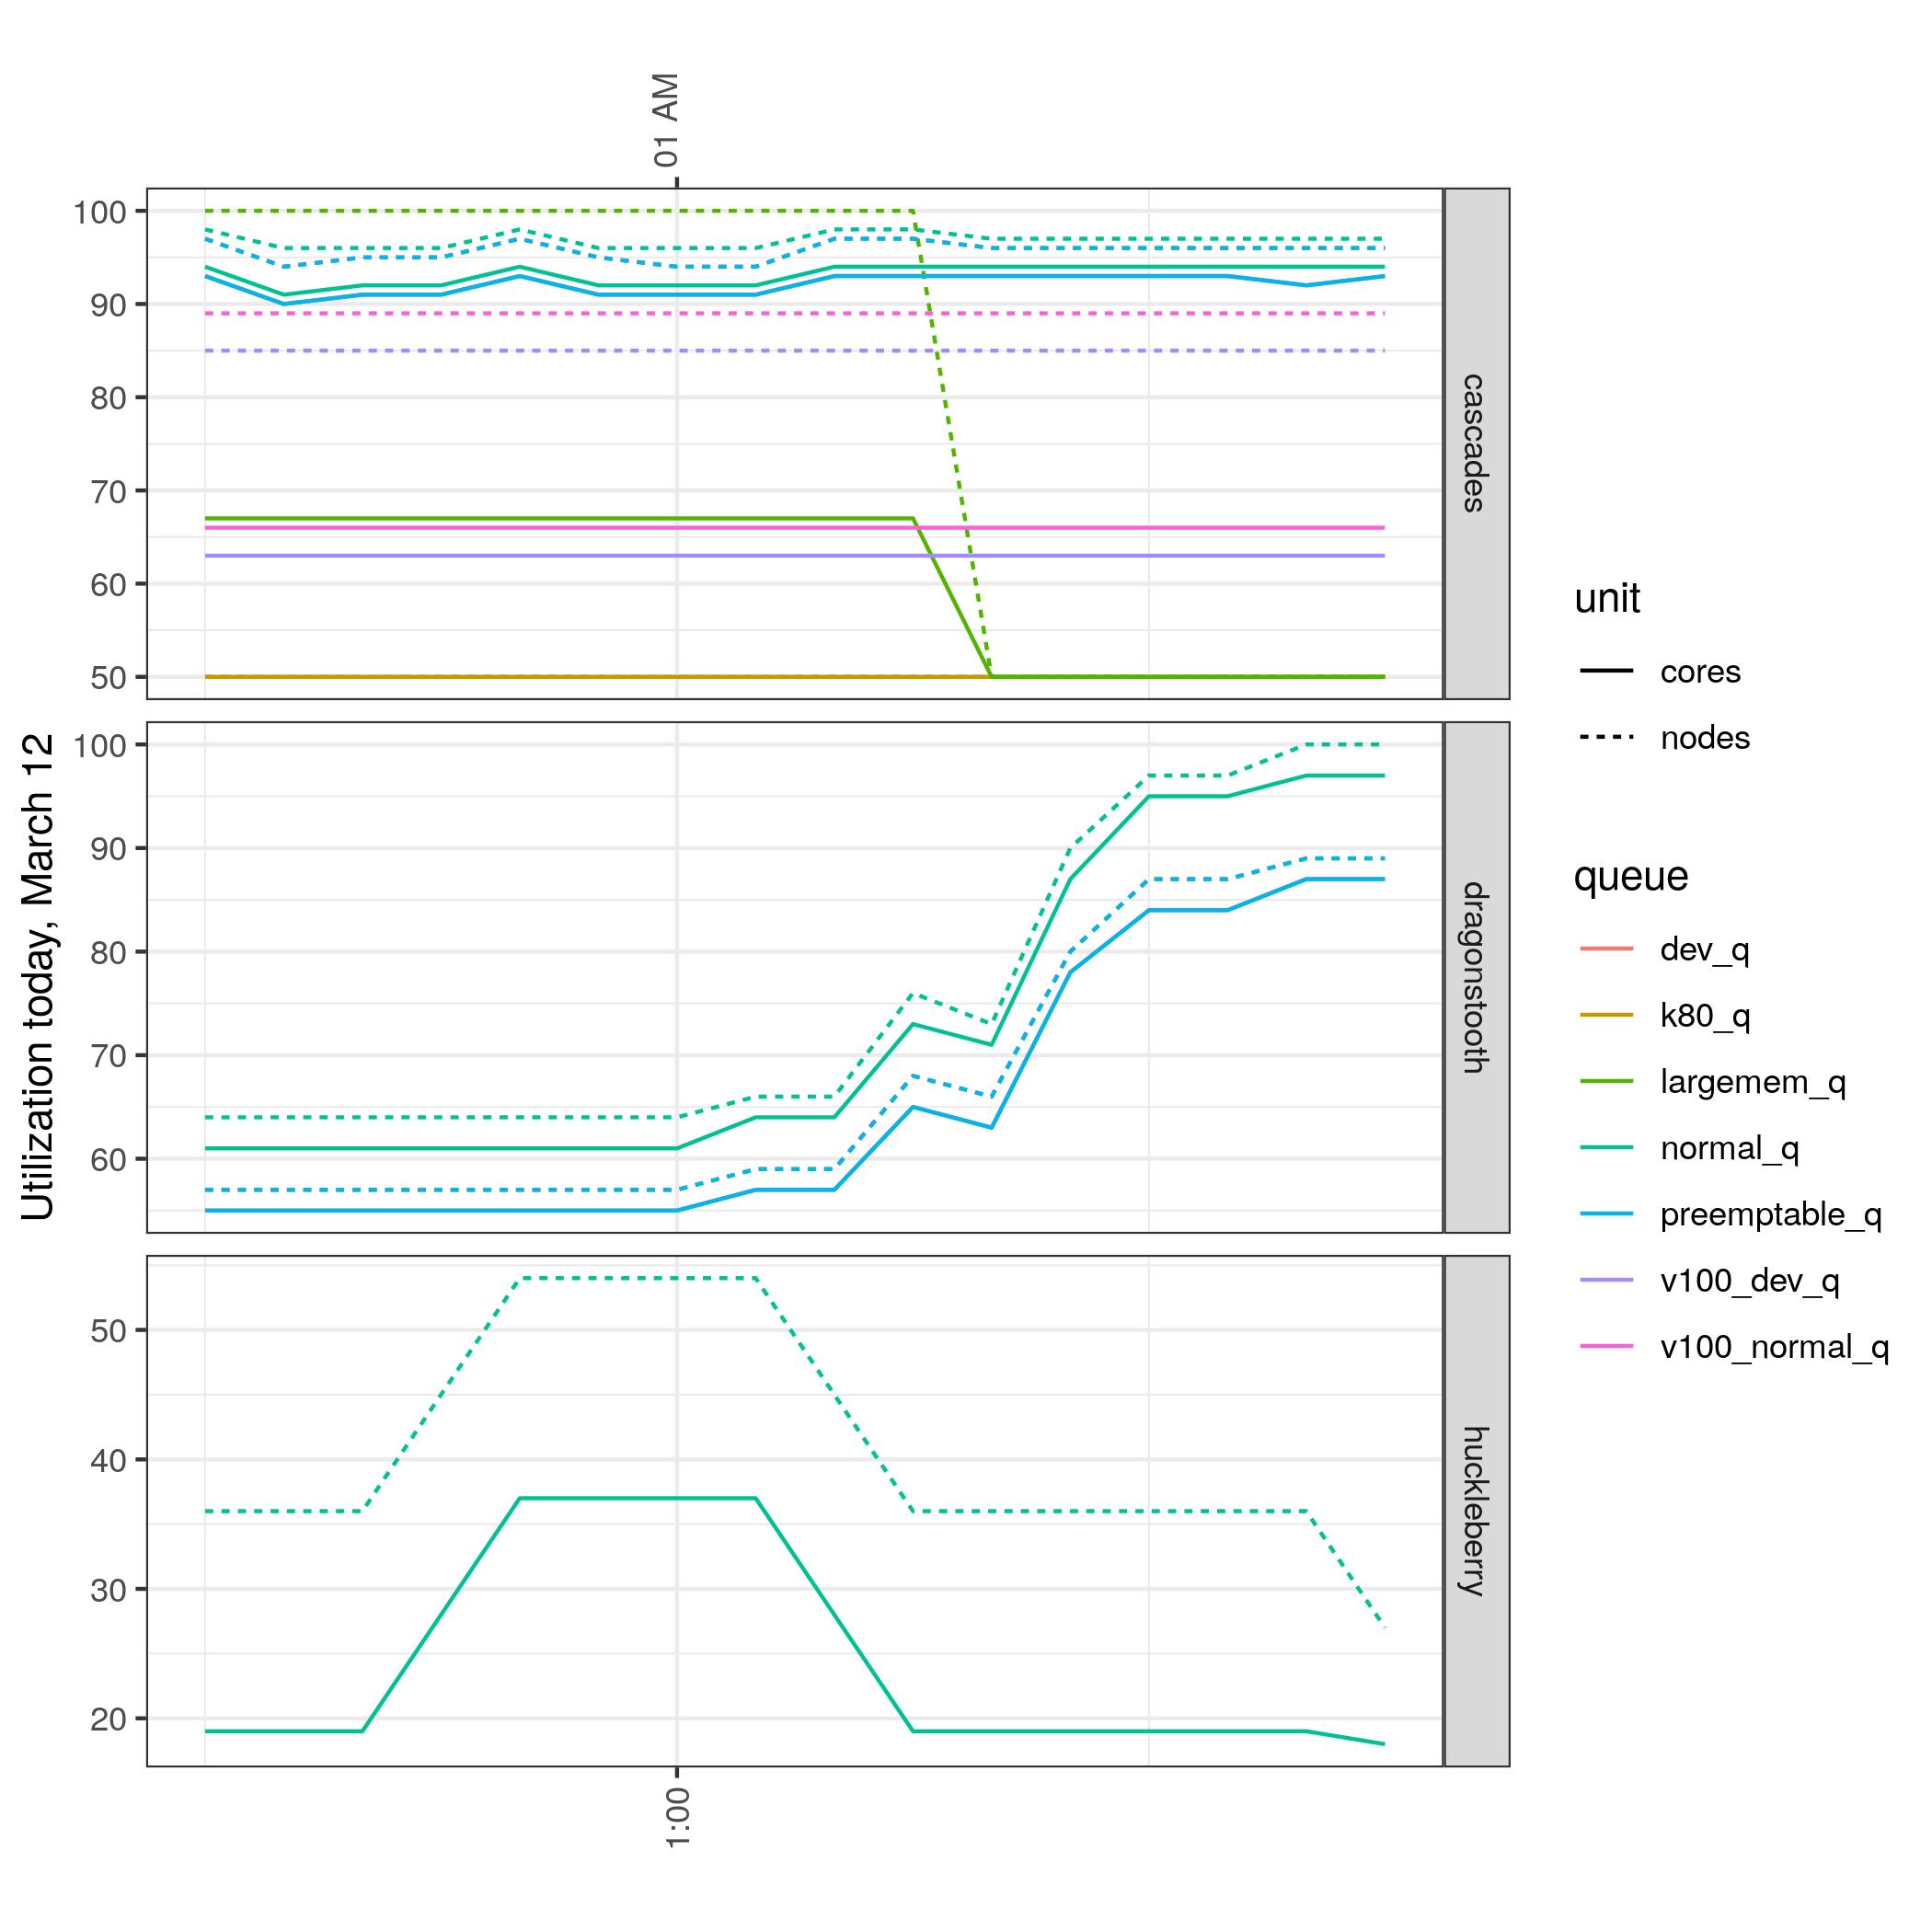 01 AM
100
90
80
70
60
50
cascades
Utilization today, March 12
100
90
80
70
60
dragonstooth
50
40
30
20
huckleberry
1:00
unit
cores
nodes
queue
dev_q
k80_q
largemem_q
normal_q
preemptable_q
v100_dev_q
v100_normal_q